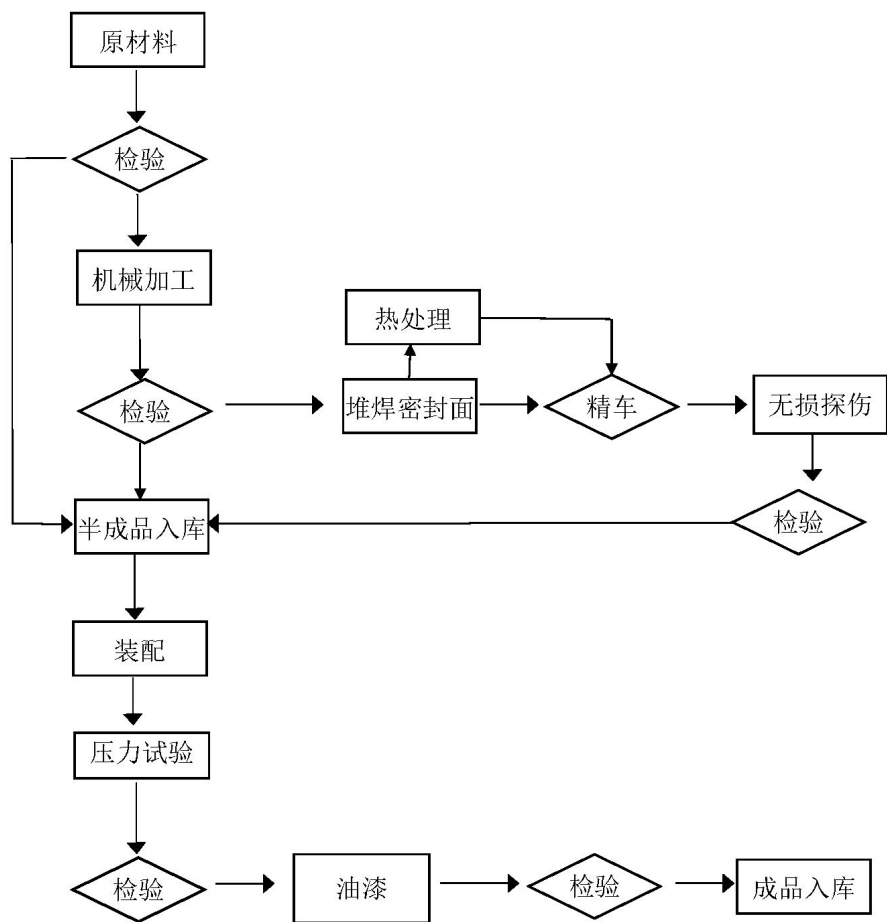 原材料
检验
机械加工
热处理
检验
堆焊密封面
精车
无损探伤
半成品入库
检验
装配
压力试验
检验
油漆
检验
成品入库